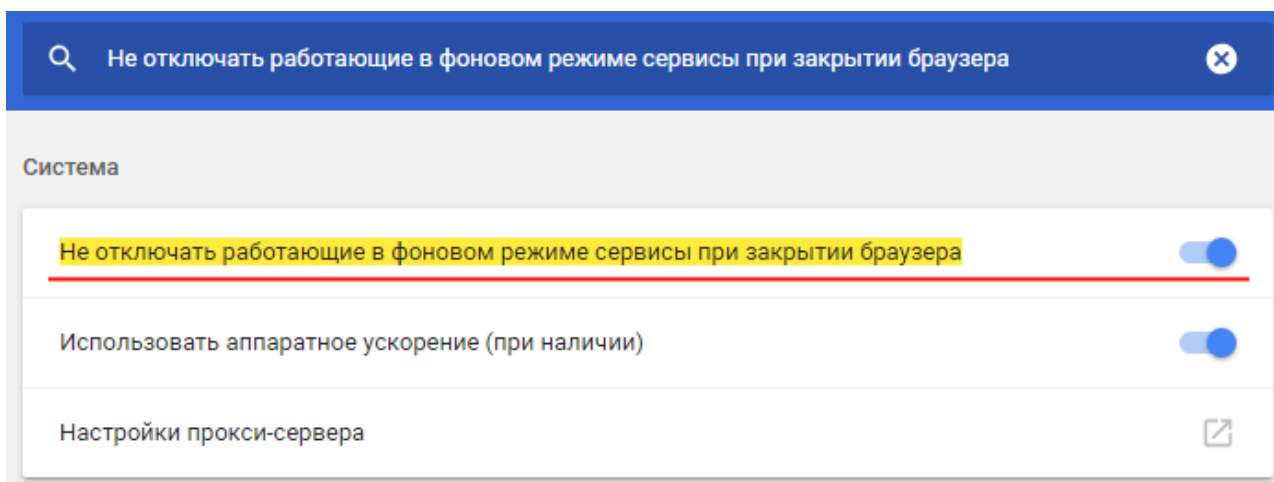 Не отключать работающие в фоновом режиме сервисы при закрытии браузера
Система
Не отключать работающие в фоновом режиме сервисы при закрытии браузера
Использовать аппаратное ускорение (при наличии)
Настройки прокси-сервера